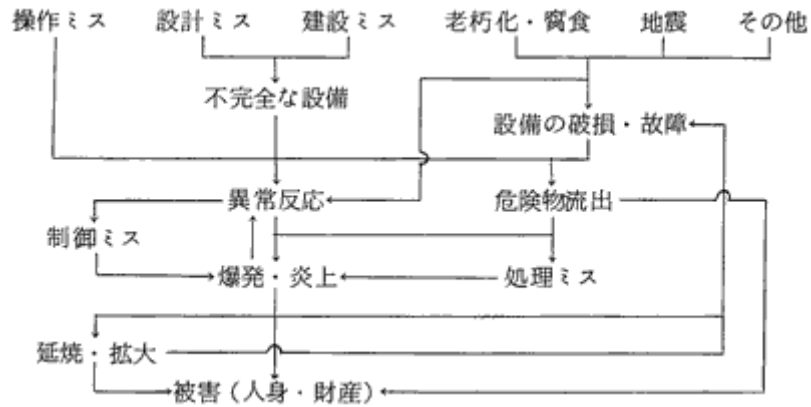 操作ミス 設計ミス 建設ミス 老朽化・腐食 地震 その他
不完全な設備
設備の破損・故障
異常反応 危険物流出
制御ミス
爆発・炎上 処理ミス
延焼・拡大
被害(人身・財産)